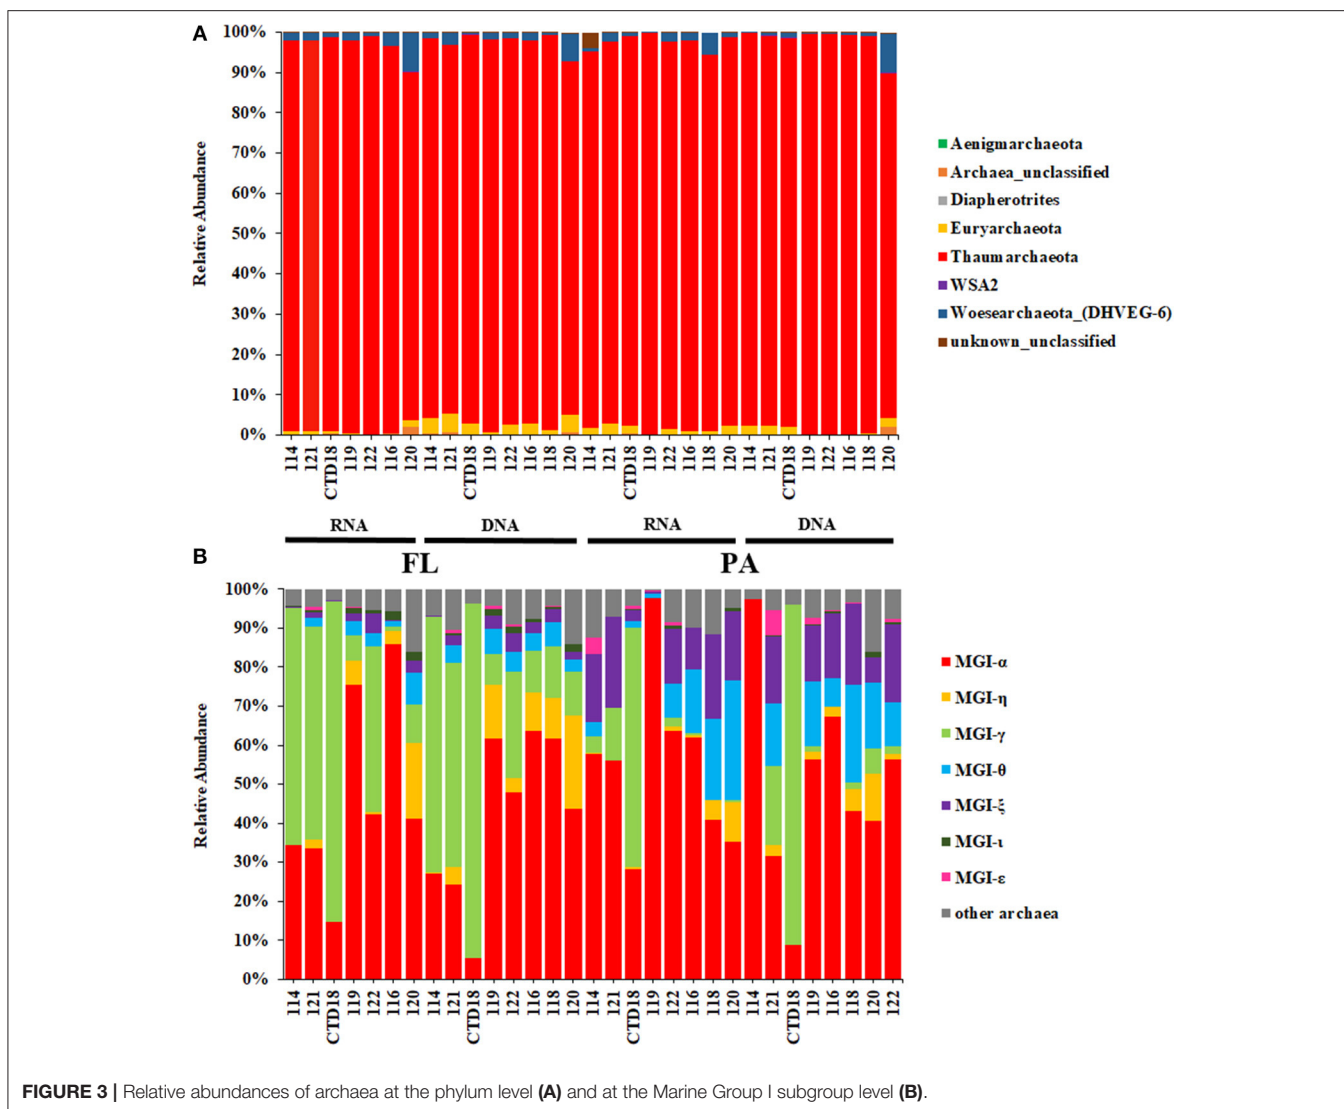 A
100%
90%
80%
70%
60%
50%
40%
30%
20%
10%
0%
Relative Abundance
114 121 CTD18 119 122 116 120 114 121 CTD18 119 122 116 118 120 114 121 CTD18 119 122 116 118 120 114 121 CTD18 119 122 116 118 120
Aenigmarchaeota
Archaea_unclassified
Diapherotrites
Euryarchaeota
Thaumarchaeota
WSA2
Woesearchaeota_(DHVEG-6)
unknown_unclassified
RNA DNA RNA DNA
FL PA
B
100%
90%
80%
70%
60%
50%
40%
30%
20%
10%
0%
Relative Abundance
114 121 CTD18 119 122 116 120 114 121 CTD18 119 122 116 118 120 114 121 CTD18 119 122 116 118 120 114 121 CTD18 119 116 118 120 122
MGI-α
MGI-η
MGI-γ
MGI-θ
MGI-ξ
MGI-ι
MGI-ε
other archaea
FIGURE 3 | Relative abundances of archaea at the phylum level (A) and at the Marine Group I subgroup level (B).